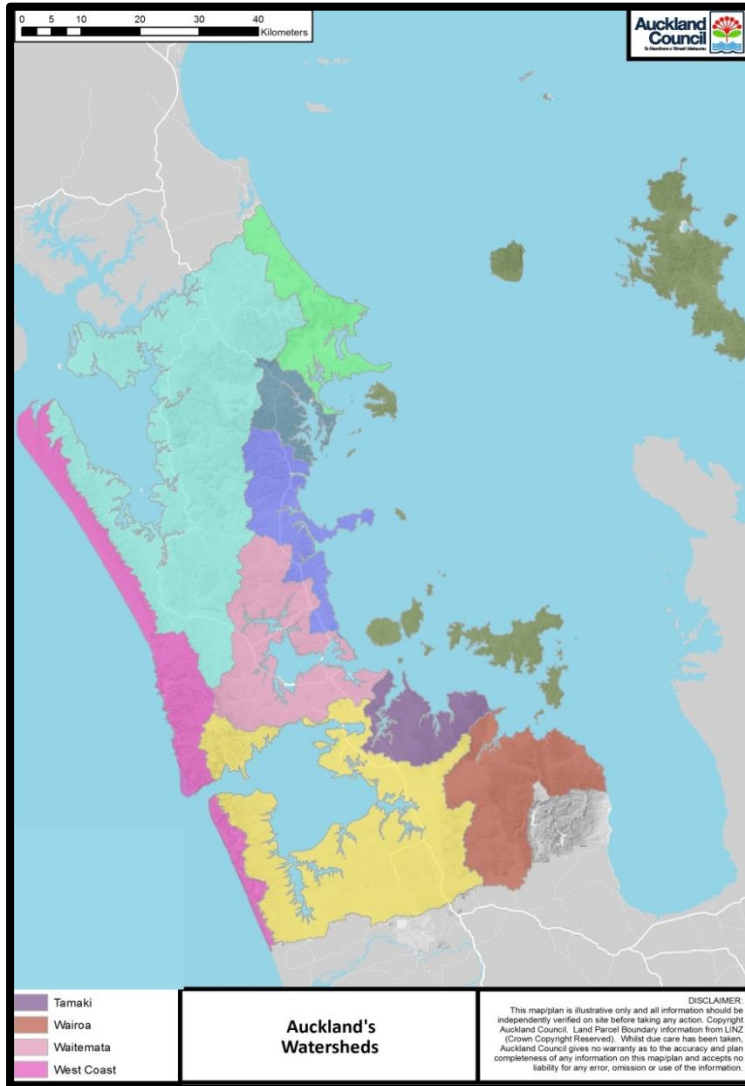 0 5 10 20 30 40
Kilometers
Auckland
Council
Te Kaunihera o Tāmaki Makaurau
Tamaki
Wairoa
Waitemata
West Coast
Auckland's
Watersheds
DISCLAIMER:
This map/plan is illustrative only and all information should be
independently verified on site before taking any action. Copyright
Auckland Council. Land Parcel Boundary information from LINZ
(Crown Copyright Reserved). Whilst due care has been taken,
Auckland Council gives no warranty as to the accuracy and plan
completeness of any information on this map/plan and accepts no
liability for any error, omission or use of the information.